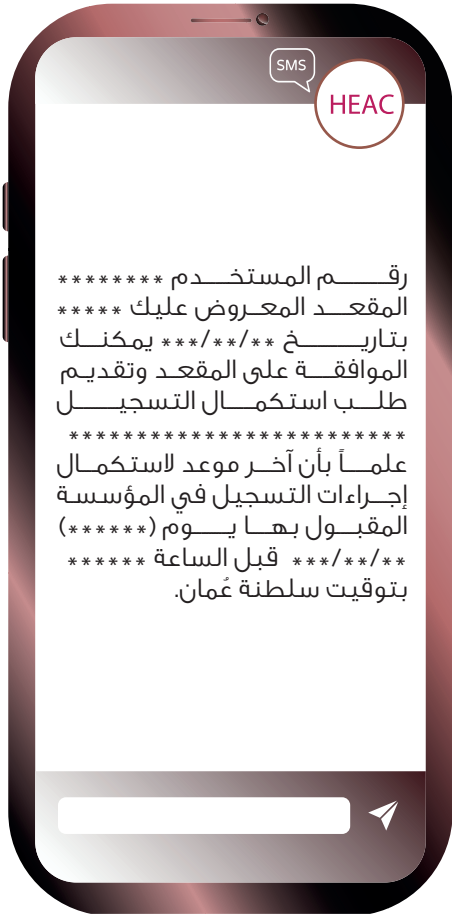 SMS
HEAC
رقم المستخدم ********
المقعد المعروض عليك *****
بتاريخ **/**/*** يمكنك
الموافقة على المقعد وتقديم
طلب استكمال التسجيل
*************************
علماً بأن آخر موعد لاستكمال
إجراءات التسجيل في المؤسسة
المقبول بها يوم (******)
**/**/*** قبل الساعة ******
بتوقيت سلطنة عُمان.